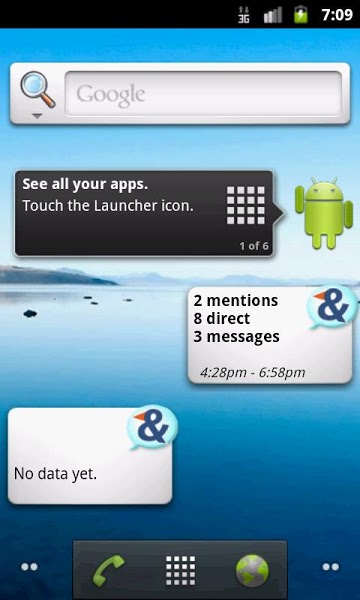 3G
7:09
Google
See all your apps.
Touch the Launcher icon.
1 of 6
2 mentions
8 direct
3 messages
4:28pm - 6:58pm
&
No data yet.
&